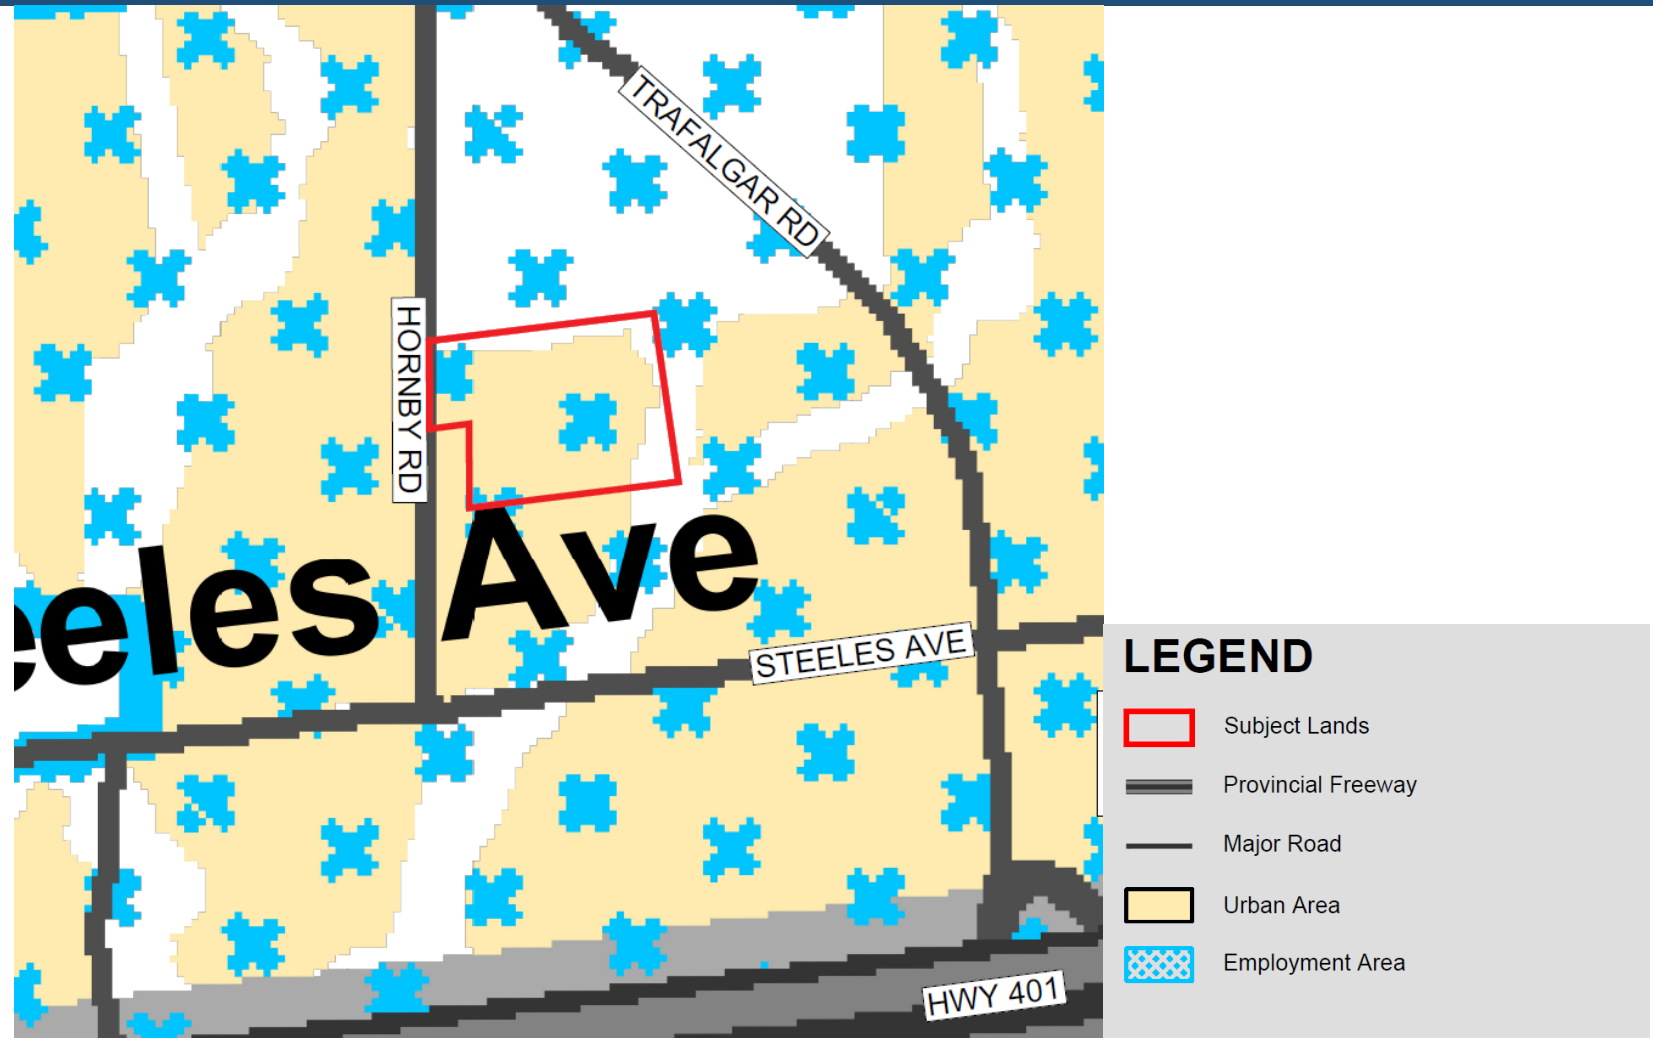 TRAFALGAR RD
HORNBY RD
eeles Ave
STEELES AVE
HWY 401
LEGEND
Subject Lands
Provincial Freeway
Major Road
Urban Area
Employment Area